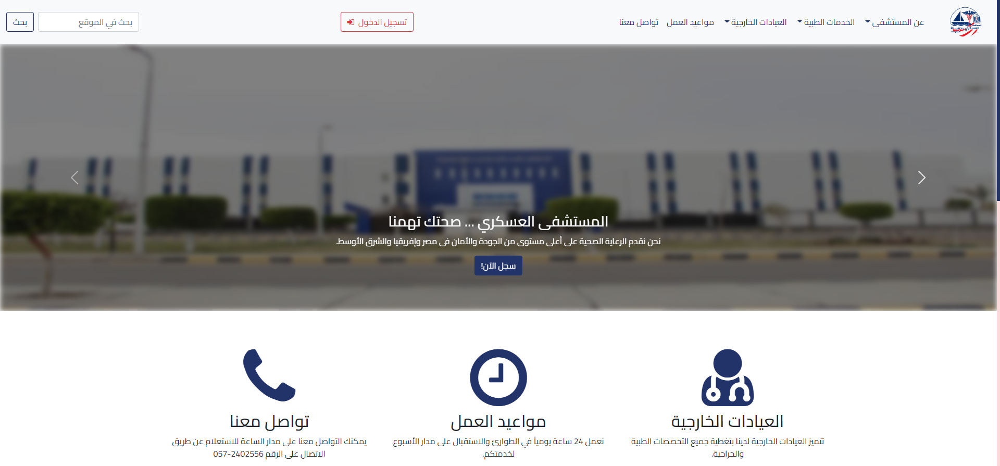 عن المستشفى
الخدمات الطبية
العيادات الخارجية
مواعيد العمل
تواصل معنا
تسجيل الدخول
بحث في الموقع
بحث
المستشفى العسكري ... صحتك تهمنا
نحن نقدم الرعاية الصحية على أعلى مستوى من الجودة والأمان فى مصر وإفريقيا والشرق الأوسط.
سجل الآن!
العيادات الخارجية
تتميز العيادات الخارجية لدينا بتغطية جميع التخصصات الطبية
والجراحية.
مواعيد العمل
نعمل 24 ساعة يومياً في الطوارئ والاستقبال على مدار الأسبوع
لخدمتكم.
تواصل معنا
يمكنك التواصل معنا على مدار الساعة للاستعلام عن طريق
الاتصال على الرقم 2402556-057